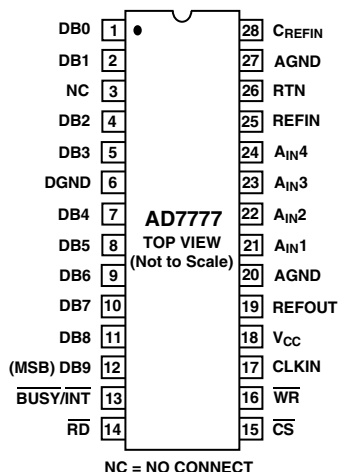 DB0 1 28 CREFIN
DB1 2 27 AGND
NC 3 26 RTN
DB2 4 25 REFIN
DB3 5 24 AIN4
DGND 6 23 AIN3
DB4 7 22 AIN2
AD7777
DB5 8 21 AIN1
TOP VIEW
(Not to Scale)
DB6 9 20 AGND
DB7 10 19 REFOUT
DB8 11 18 VCC
(MSB) DB9 12 17 CLKIN
BUSY/INT 13 16 WR
RD 14 15 CS
NC = NO CONNECT